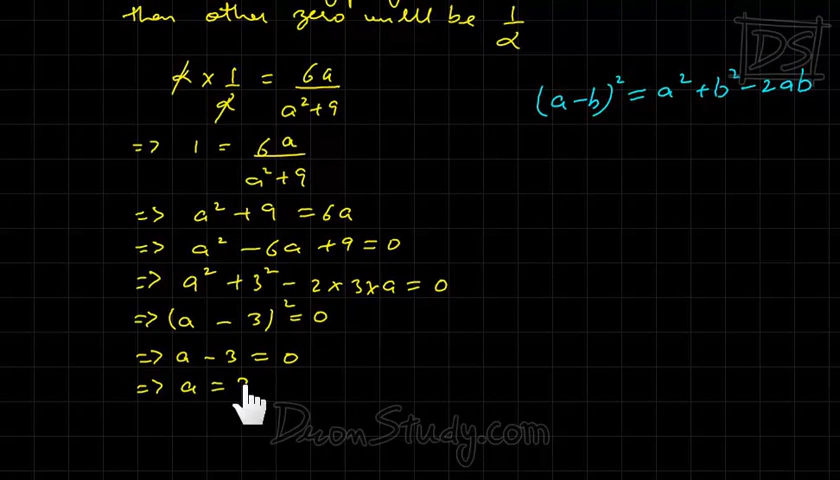 then other zero will be 1/α
α × 1/α = 6a/(a²+9)
DS
(a-b)² = a² + b² - 2ab
=> 1 = 6a/(a²+9)
=> a² + 9 = 6a
=> a² - 6a + 9 = 0
=> a² + 3² - 2 × 3 × a = 0
=> (a - 3)² = 0
=> a - 3 = 0
=> a =
DronStudy.com